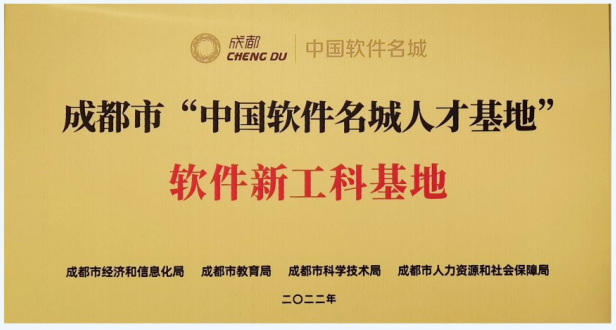 成都 中国软件名城
CHENG DU
成都市“中国软件名城人才基地”
软件新工科基地
成都市经济和信息化局 成都市教育局 成都市科学技术局 成都市人力资源和社会保障局
二〇二二年